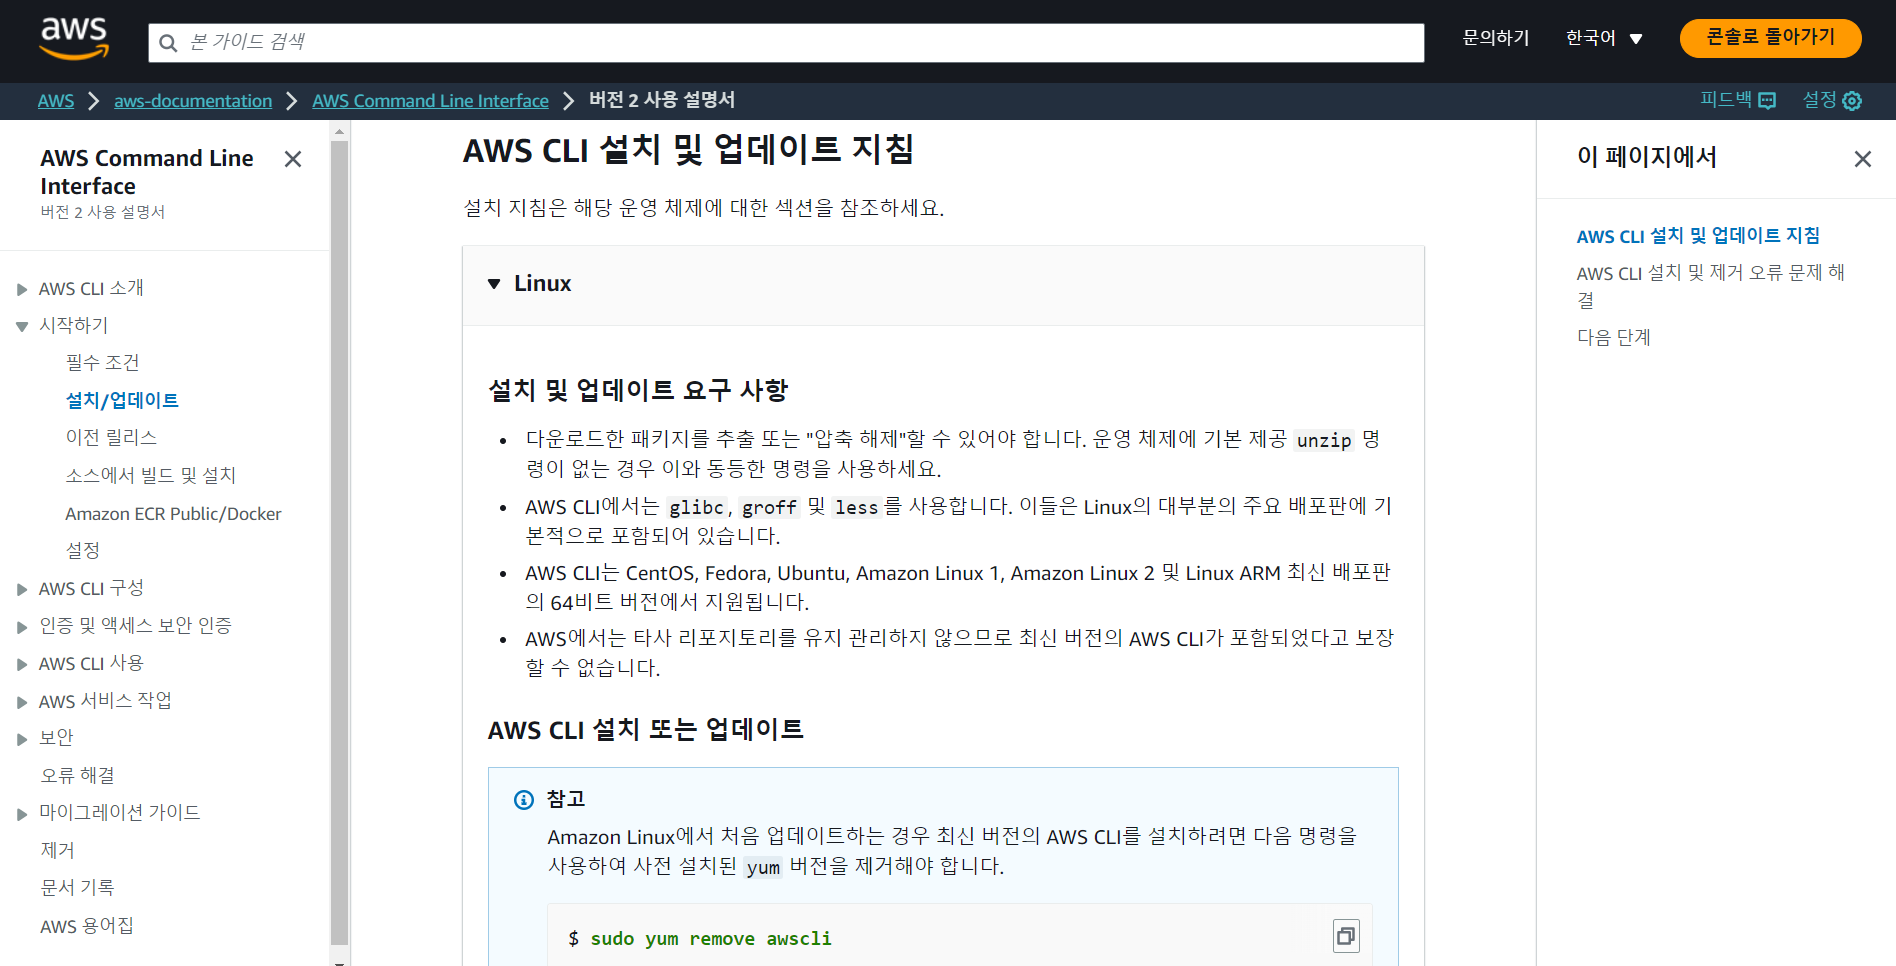 aws
본 가이드 검색
문의하기
한국어
콘솔로 돌아가기
AWS
aws-documentation
AWS Command Line Interface
버전 2 사용 설명서
피드백
설정
AWS Command Line
Interface
버전 2 사용 설명서
AWS CLI 소개
시작하기
필수 조건
설치/업데이트
이전 릴리스
소스에서 빌드 및 설치
Amazon ECR Public/Docker
설정
AWS CLI 구성
인증 및 액세스 보안 인증
AWS CLI 사용
AWS 서비스 작업
보안
오류 해결
마이그레이션 가이드
제거
문서 기록
AWS 용어집
AWS CLI 설치 및 업데이트 지침
설치 지침은 해당 운영 체제에 대한 섹션을 참조하세요.
Linux
설치 및 업데이트 요구 사항
• 다운로드한 패키지를 추출 또는 "압축 해제"할 수 있어야 합니다. 운영 체제에 기본 제공 unzip 명
령이 없는 경우 이와 동등한 명령을 사용하세요.
• AWS CLI에서는 glibc, groff 및 less를 사용합니다. 이들은 Linux의 대부분의 주요 배포판에 기
본적으로 포함되어 있습니다.
• AWS CLI는 CentOS, Fedora, Ubuntu, Amazon Linux 1, Amazon Linux 2 및 Linux ARM 최신 배포판
의 64비트 버전에서 지원됩니다.
• AWS에서는 타사 리포지토리를 유지 관리하지 않으므로 최신 버전의 AWS CLI가 포함되었다고 보장
할 수 없습니다.
AWS CLI 설치 또는 업데이트
참고
Amazon Linux에서 처음 업데이트하는 경우 최신 버전의 AWS CLI를 설치하려면 다음 명령을
사용하여 사전 설치된 yum 버전을 제거해야 합니다.
$ sudo yum remove awscli
이 페이지에서
AWS CLI 설치 및 업데이트 지침
AWS CLI 설치 및 제거 오류 문제 해
결
다음 단계